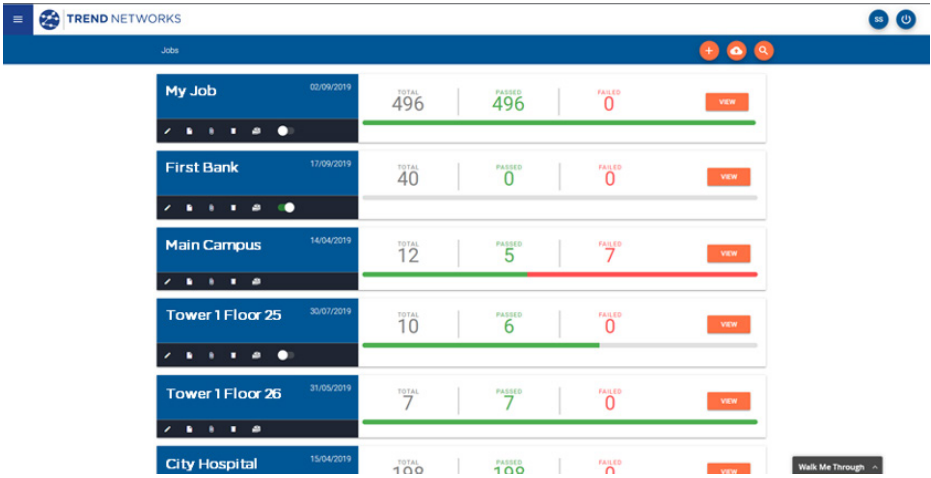 TREND NETWORKS
SS
Jobs
My Job 02/09/2019 TOTAL 496 PASSED 496 FAILED 0 VIEW
First Bank 17/09/2019 TOTAL 40 PASSED 0 FAILED 0 VIEW
Main Campus 14/04/2019 TOTAL 12 PASSED 5 FAILED 7 VIEW
Tower 1 Floor 25 30/07/2019 TOTAL 10 PASSED 6 FAILED 0 VIEW
Tower 1 Floor 26 31/05/2019 TOTAL 7 PASSED 7 FAILED 0 VIEW
City Hospital 15/04/2019 TOTAL 198 PASSED 198 FAILED 0 VIEW
Walk Me Through